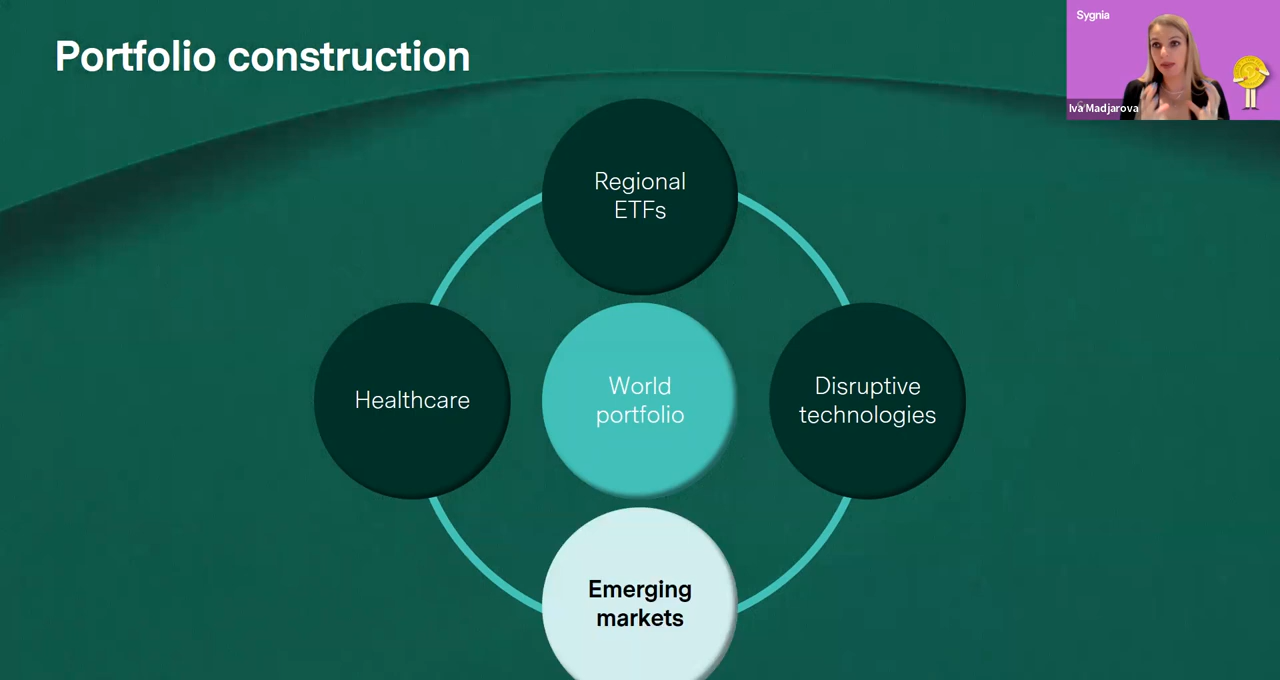 Portfolio construction
Sygnia
Iva Madjarova
Regional
ETFs
Healthcare
World
portfolio
Disruptive
technologies
Emerging
markets